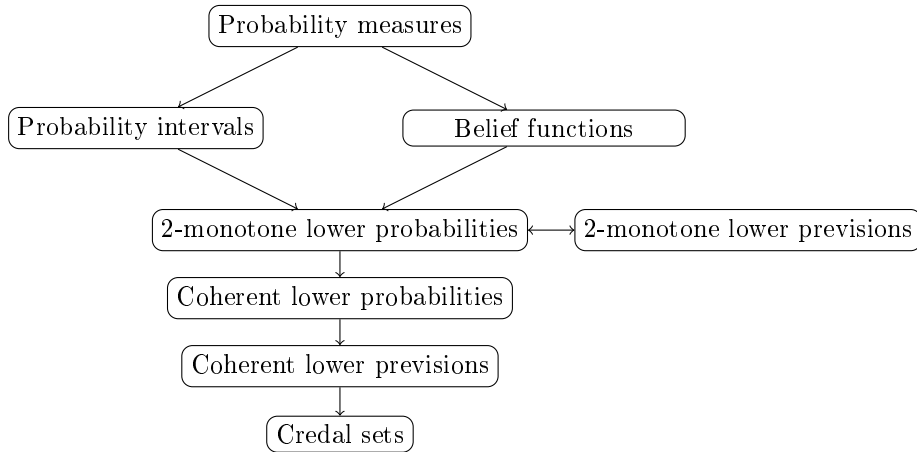 Probability measures
Probability intervals
Belief functions
2-monotone lower probabilities
2-monotone lower previsions
Coherent lower probabilities
Coherent lower previsions
Credal sets